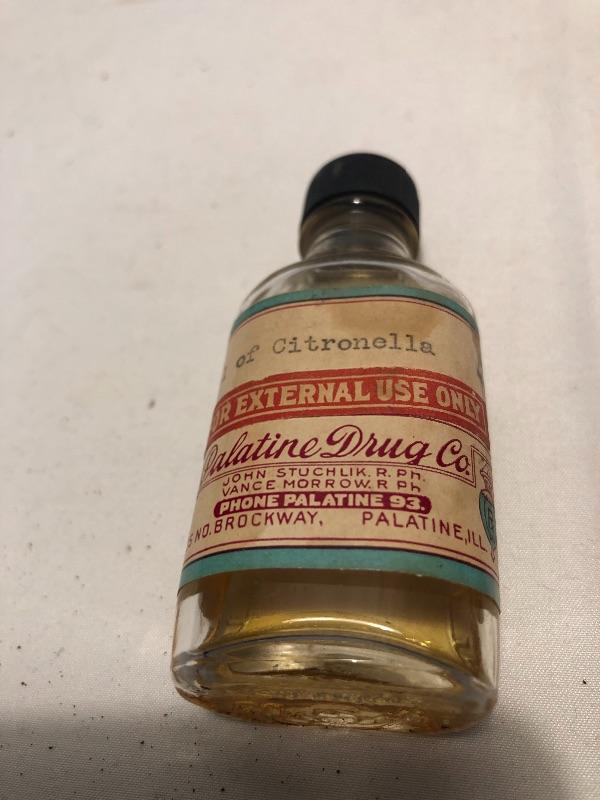 of Citronella
EXTERNAL USE ONLY
Palatine Drug Co.
JOHN STUCHLIK, R. PH.
VANCE MORROW, R PH
PHONE PALATINE 93.
NO. BROCKWAY, PALATINE, ILL.